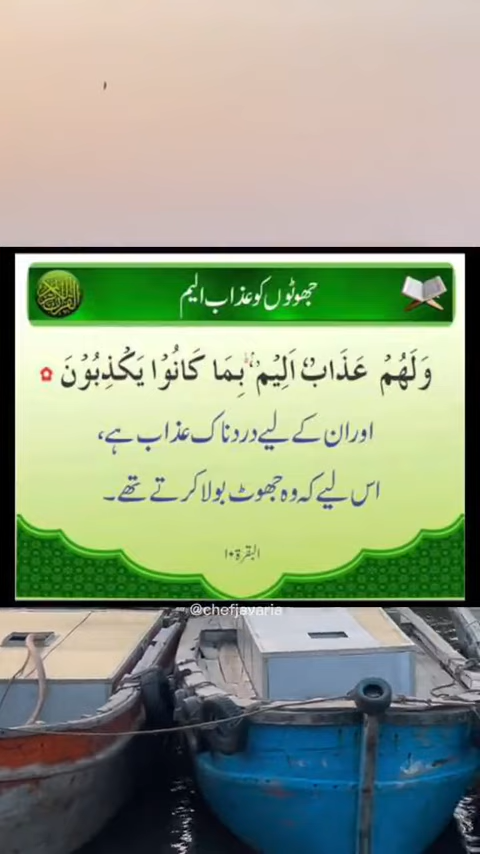 جھوٹوں کو عذاب الیم
وَلَهُمْ عَذَابٌ اَلِيْمٌۢ ۙ بِمَا كَانُوْا يَكْذِبُوْنَ
اور ان کے لیے دردناک عذاب ہے،
اس لیے کہ وہ جھوٹ بولا کرتے تھے۔
البقرۃ ۱۰
@chefjavaria